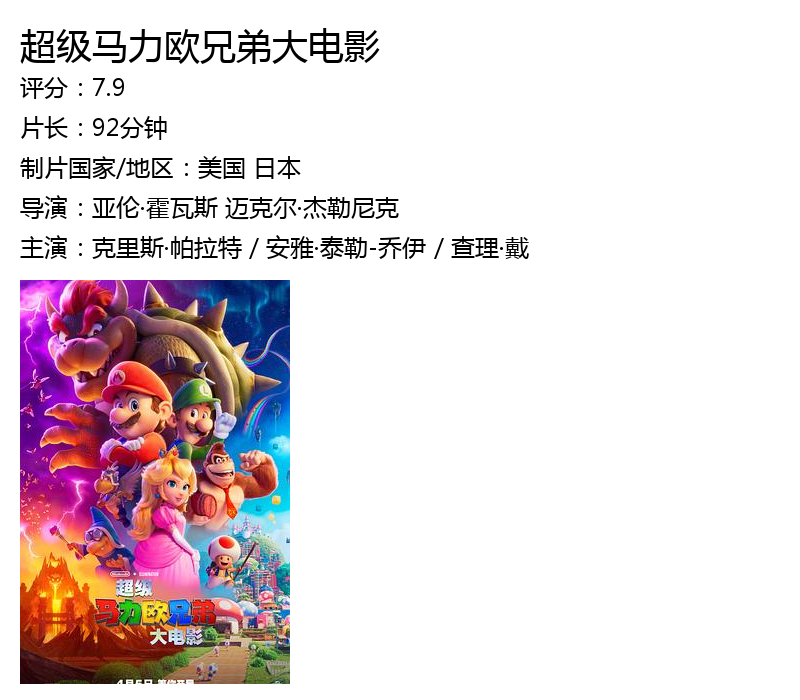 超级马力欧兄弟大电影
评分：7.9
片长：92分钟
制片国家/地区：美国 日本
导演：亚伦·霍瓦斯 迈克尔·杰勒尼克
主演：克里斯·帕拉特 / 安雅·泰勒-乔伊 / 查理·戴
超级
马力欧兄弟
大电影